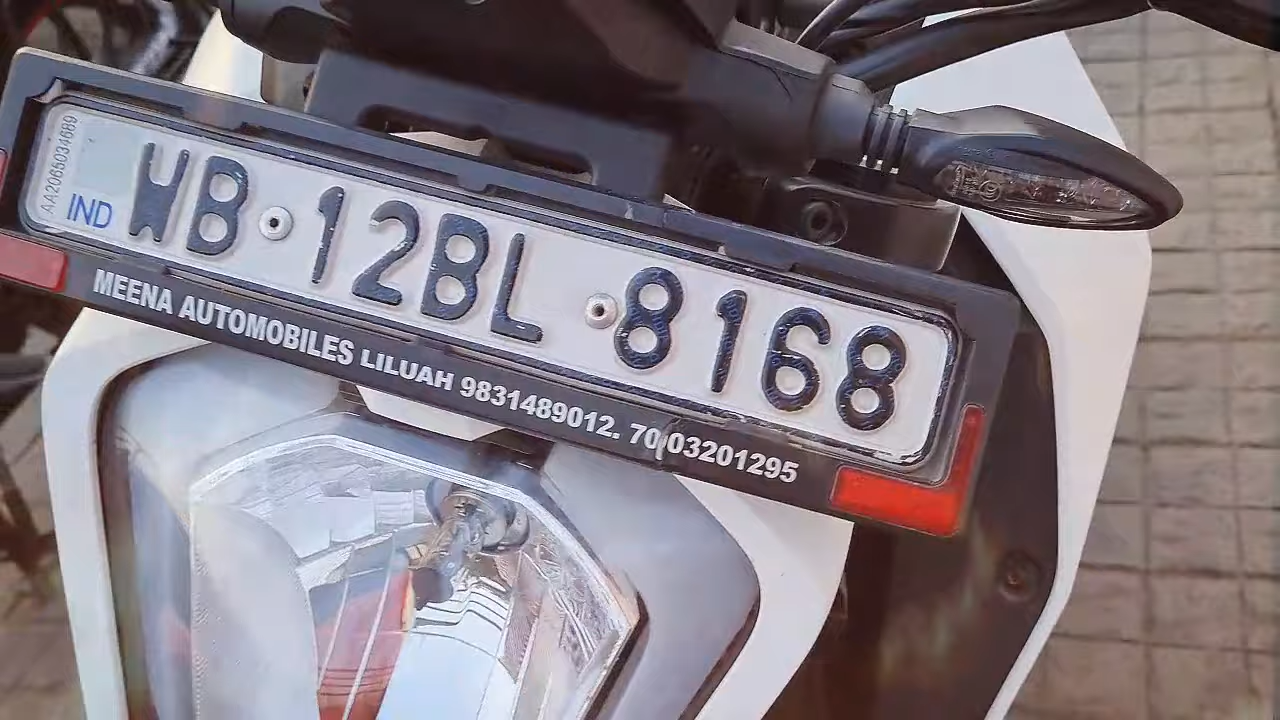 AA2065034689
IND
WB 12BL 8168
MEENA AUTOMOBILES LILUAH 9831489012. 7003201295